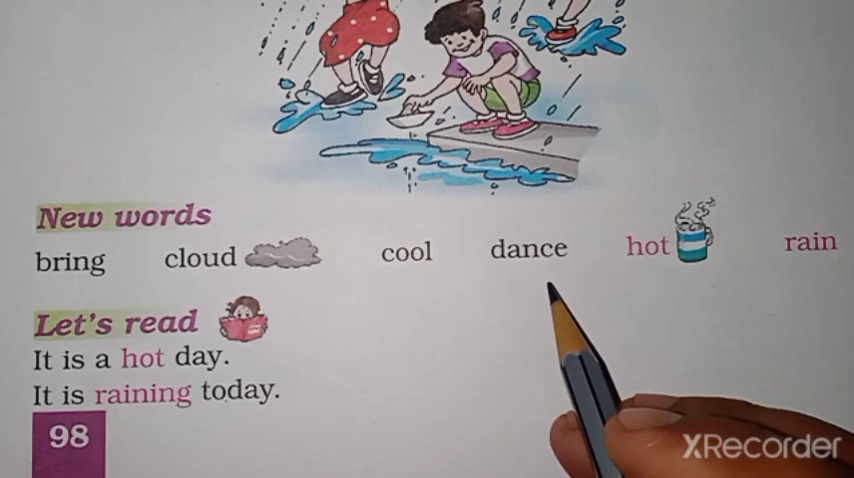 New words
bring cloud cool dance hot rain
Let's read
It is a hot day.
It is raining today.
98
XRecorder